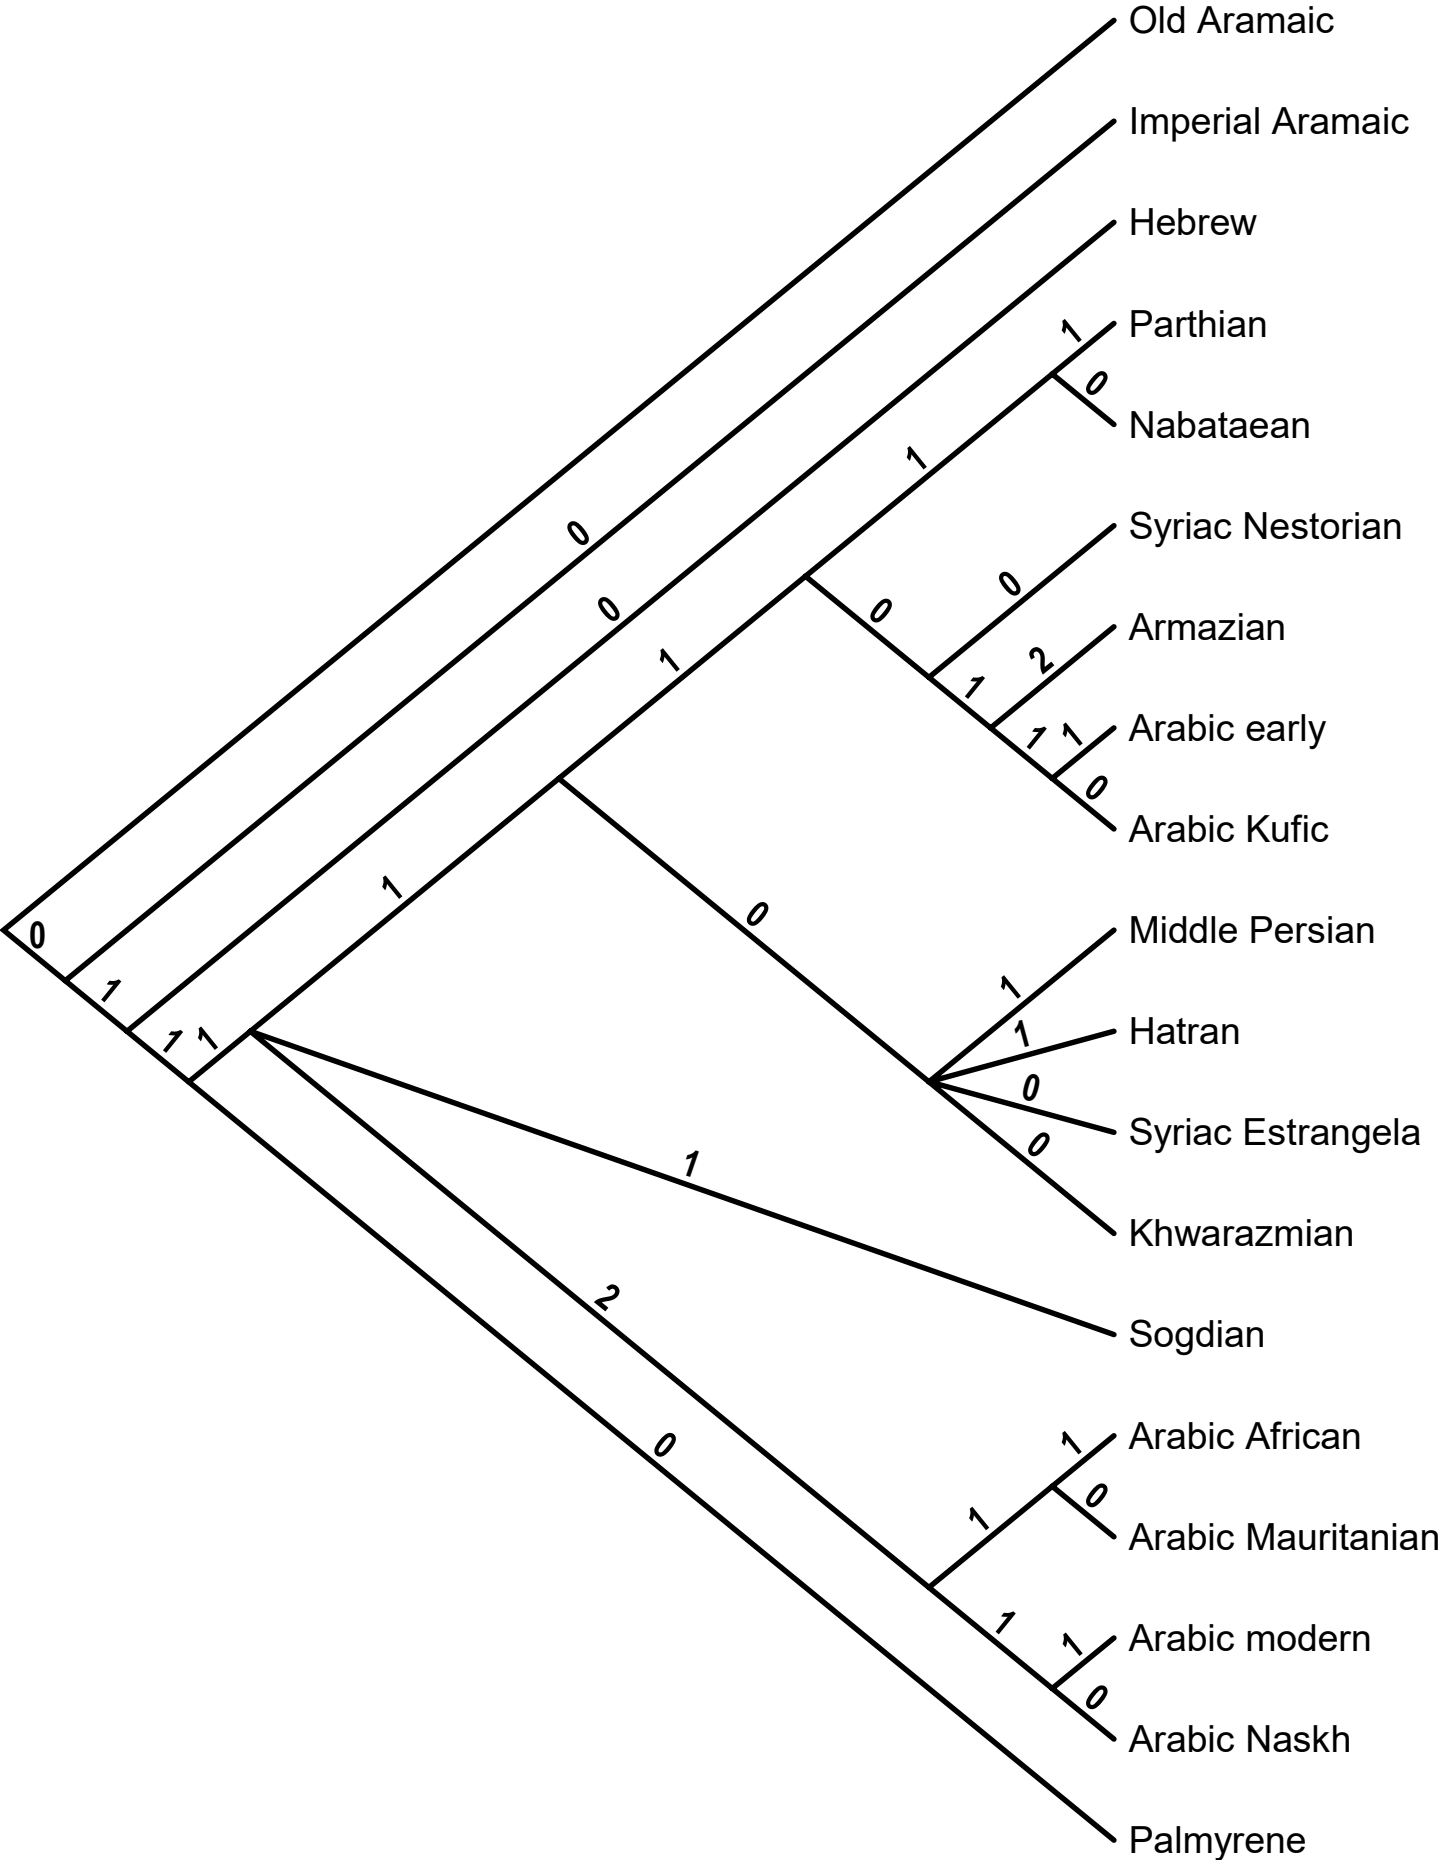 Old Aramaic
Imperial Aramaic
Hebrew
1 Parthian
0
Nabataean
1
Syriac Nestorian
0
0
0
0
Armazian
2
1
1
Arabic early
1 1
0
Arabic Kufic
1
0
Middle Persian
0
1
1
Hatran
1
1 1
0
Syriac Estrangela
0
1
Khwarazmian
2
Sogdian
Arabic African
1
0
0
1
Arabic Mauritanian
1
1
Arabic modern
0
Arabic Naskh
Palmyrene